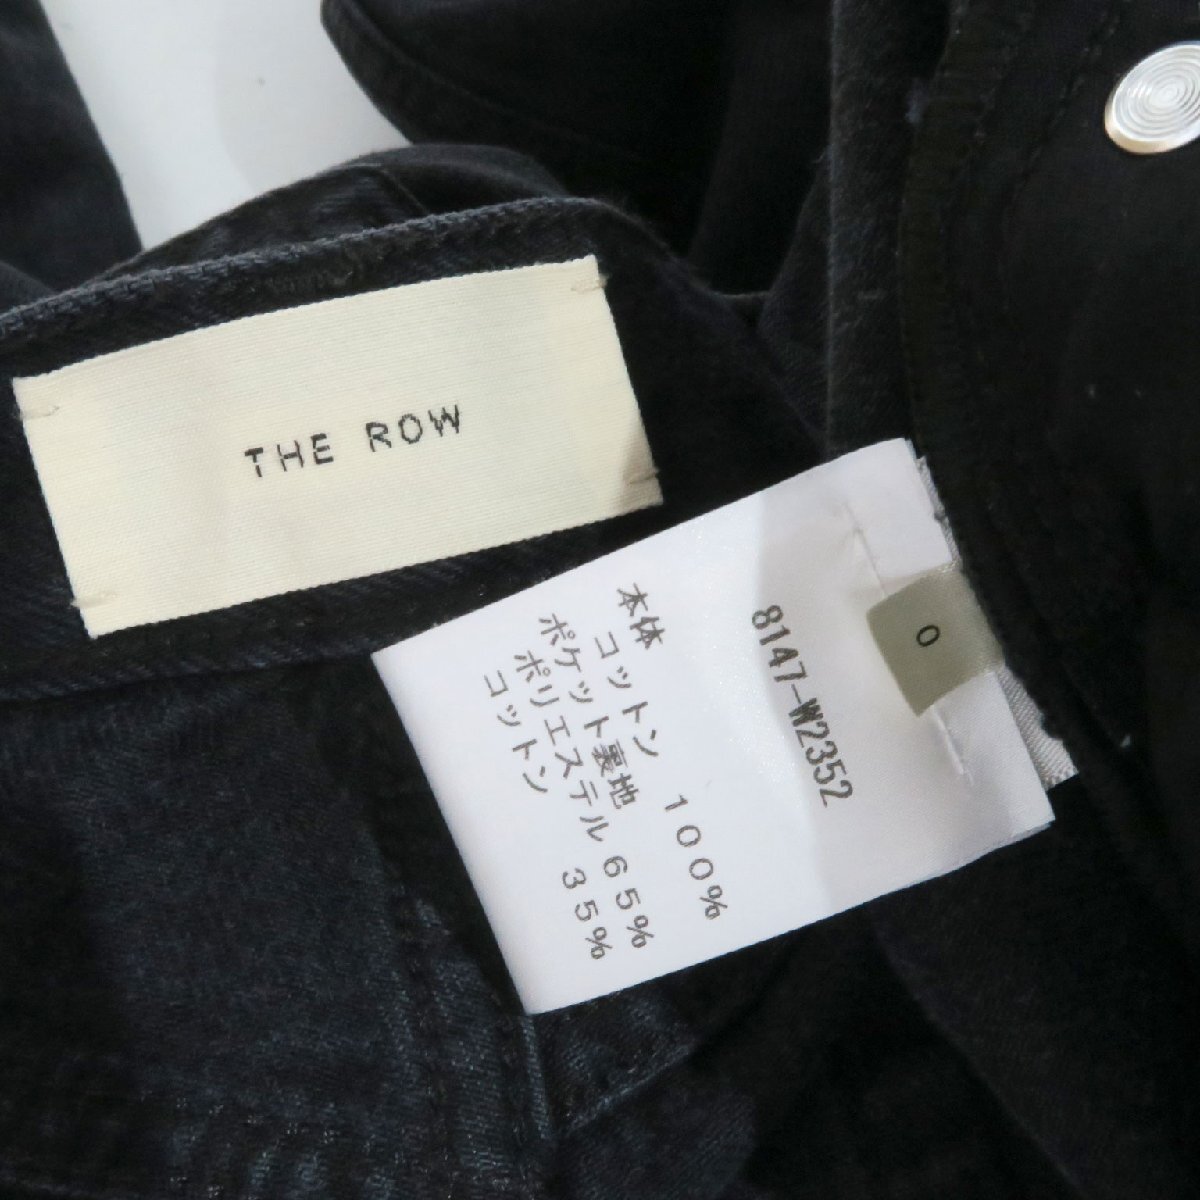 THE ROW
0
8147-W2352
本体
コットン 100%
ポケット裏地
ポリエステル 65%
コットン 35%